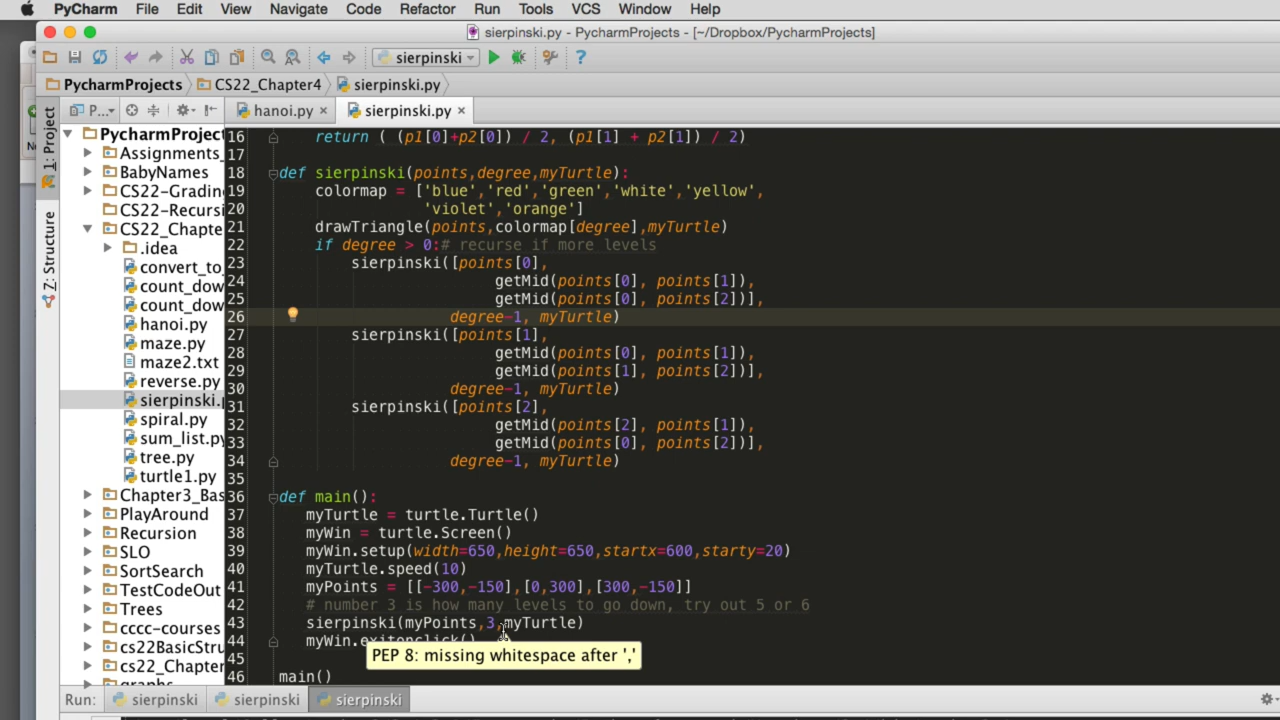 PyCharm File Edit View Navigate Code Refactor Run Tools VCS Window Help
sierpinski.py - PycharmProjects - [~/Dropbox/PycharmProjects]
sierpinski
PycharmProjects CS22_Chapter4 sierpinski.py
P... hanoi.py sierpinski.py
1: Project
Z: Structure
PycharmProject
Assignments_
BabyNames
CS22-Grading
CS22-Recursi
CS22_Chapte
.idea
convert_to_
count_dow
count_dow
hanoi.py
maze.py
maze2.txt
reverse.py
sierpinski.p
spiral.py
sum_list.py
tree.py
turtle1.py
Chapter3_Bas
PlayAround
Recursion
SLO
SortSearch
TestCodeOut
Trees
cccc-courses
cs22BasicStru
cs22_Chapter
graphs
16 return ( (p1[0]+p2[0]) / 2, (p1[1] + p2[1]) / 2)
17
18 def sierpinski(points,degree,myTurtle):
19 colormap = ['blue','red','green','white','yellow',
20 'violet','orange']
21 drawTriangle(points,colormap[degree],myTurtle)
22 if degree > 0:# recurse if more levels
23 sierpinski([points[0],
24 getMid(points[0], points[1]),
25 getMid(points[0], points[2])],
26 degree-1, myTurtle)
27 sierpinski([points[1],
28 getMid(points[0], points[1]),
29 getMid(points[1], points[2])],
30 degree-1, myTurtle)
31 sierpinski([points[2],
32 getMid(points[2], points[1]),
33 getMid(points[0], points[2])],
34 degree-1, myTurtle)
35
36 def main():
37 myTurtle = turtle.Turtle()
38 myWin = turtle.Screen()
39 myWin.setup(width=650,height=650,startx=600,starty=20)
40 myTurtle.speed(10)
41 myPoints = [[-300,-150],[0,300],[300,-150]]
42 # number 3 is how many levels to go down, try out 5 or 6
43 sierpinski(myPoints,3,myTurtle)
44 myWin.exitonclick()
PEP 8: missing whitespace after ','
45
46 main()
Run: sierpinski sierpinski sierpinski